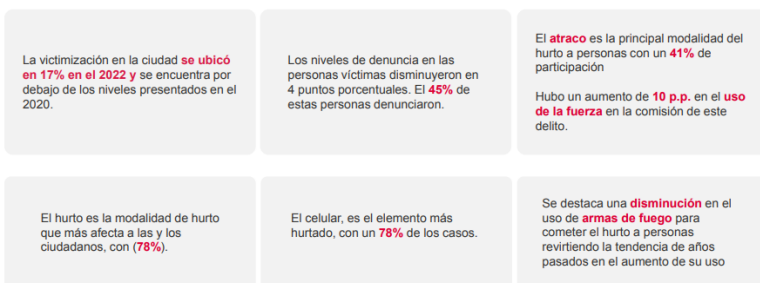 La victimización en la ciudad se ubicó
en 17% en el 2022 y se encuentra por
debajo de los niveles presentados en el
2020.
Los niveles de denuncia en las
personas víctimas disminuyeron en
4 puntos porcentuales. El 45% de
estas personas denunciaron.
El atraco es la principal modalidad del
hurto a personas con un 41% de
participación
Hubo un aumento de 10 p.p. en el uso
de la fuerza en la comisión de este
delito.
El hurto es la modalidad de hurto
que más afecta a las y los
ciudadanos, con (78%).
El celular, es el elemento más
hurtado, con un 78% de los casos.
Se destaca una disminución en el
uso de armas de fuego para
cometer el hurto a personas
revirtiendo la tendencia de años
pasados en el aumento de su uso